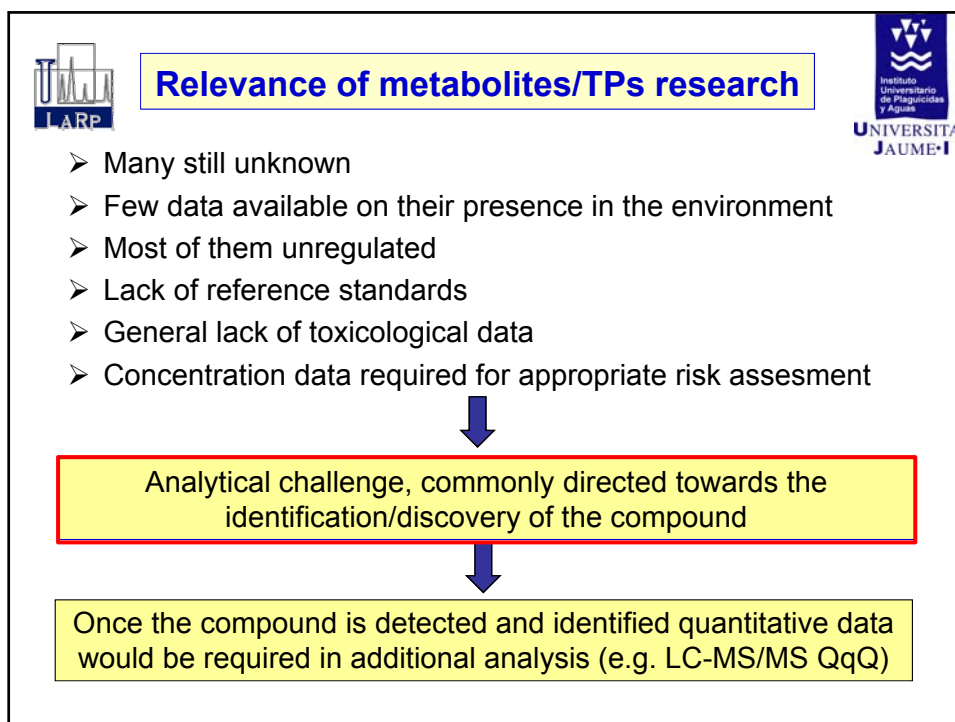 Relevance of metabolites/TPs research
LARP
Instituto
Universitario
de Plaguicidas
y Aguas
UNIVERSITA
JAUME·I
➢ Many still unknown
➢ Few data available on their presence in the environment
➢ Most of them unregulated
➢ Lack of reference standards
➢ General lack of toxicological data
➢ Concentration data required for appropriate risk assesment
Analytical challenge, commonly directed towards the
identification/discovery of the compound
Once the compound is detected and identified quantitative data
would be required in additional analysis (e.g. LC-MS/MS QqQ)